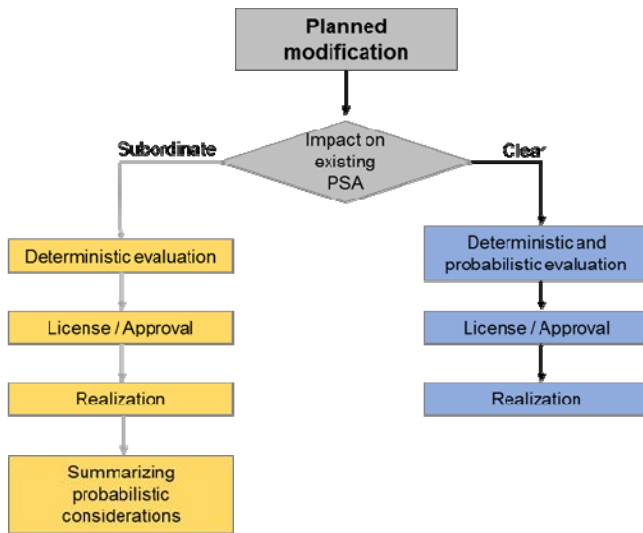 Planned
modification
Impact on
existing
PSA
Subordinate
Clear
Deterministic evaluation
License / Approval
Realization
Summarizing
probabilistic
considerations
Deterministic and
probabilistic evaluation
License / Approval
Realization